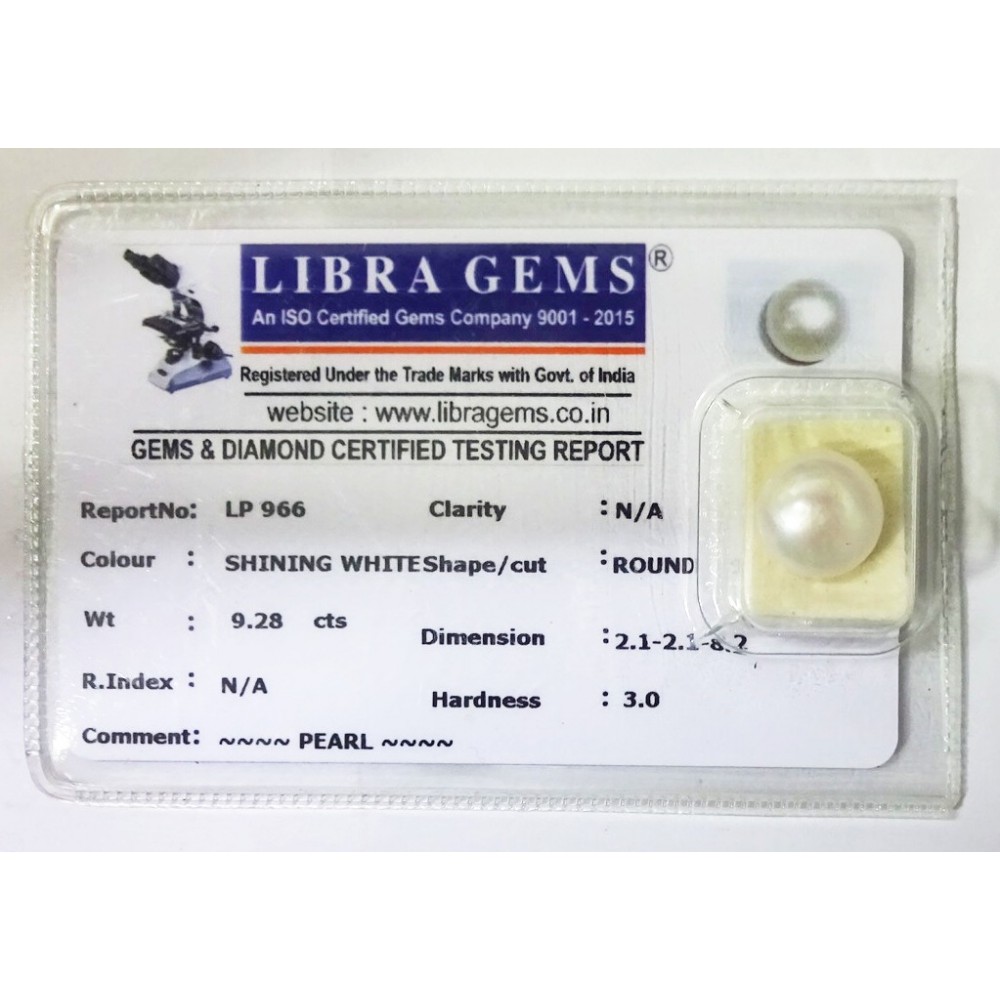 LIBRA GEMS ®
An ISO Certified Gems Company 9001 - 2015
Registered Under the Trade Marks with Govt. of India
website : www.libragems.co.in
GEMS & DIAMOND CERTIFIED TESTING REPORT
ReportNo: LP 966 Clarity : N/A
Colour : SHINING WHITE Shape/cut : ROUND
Wt : 9.28 cts Dimension : 2.1-2.1-8.2
R.Index : N/A Hardness : 3.0
Comment: ~~~~ PEARL ~~~~